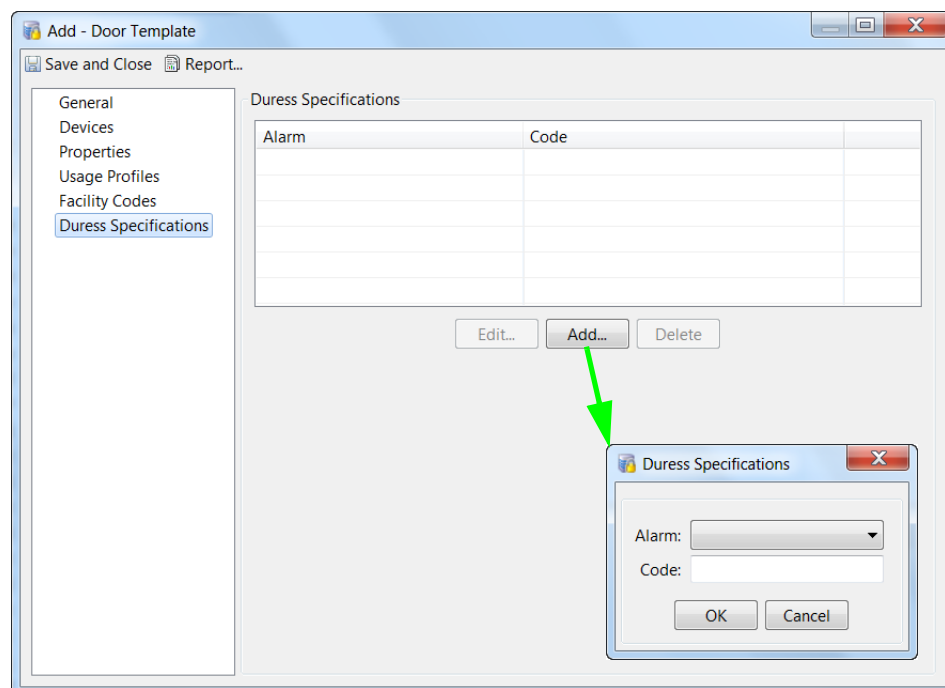 Add - Door Template
Save and Close Report...
General
Devices
Properties
Usage Profiles
Facility Codes
Duress Specifications
Duress Specifications
Alarm Code
Edit... Add... Delete
Duress Specifications
Alarm:
Code:
OK Cancel